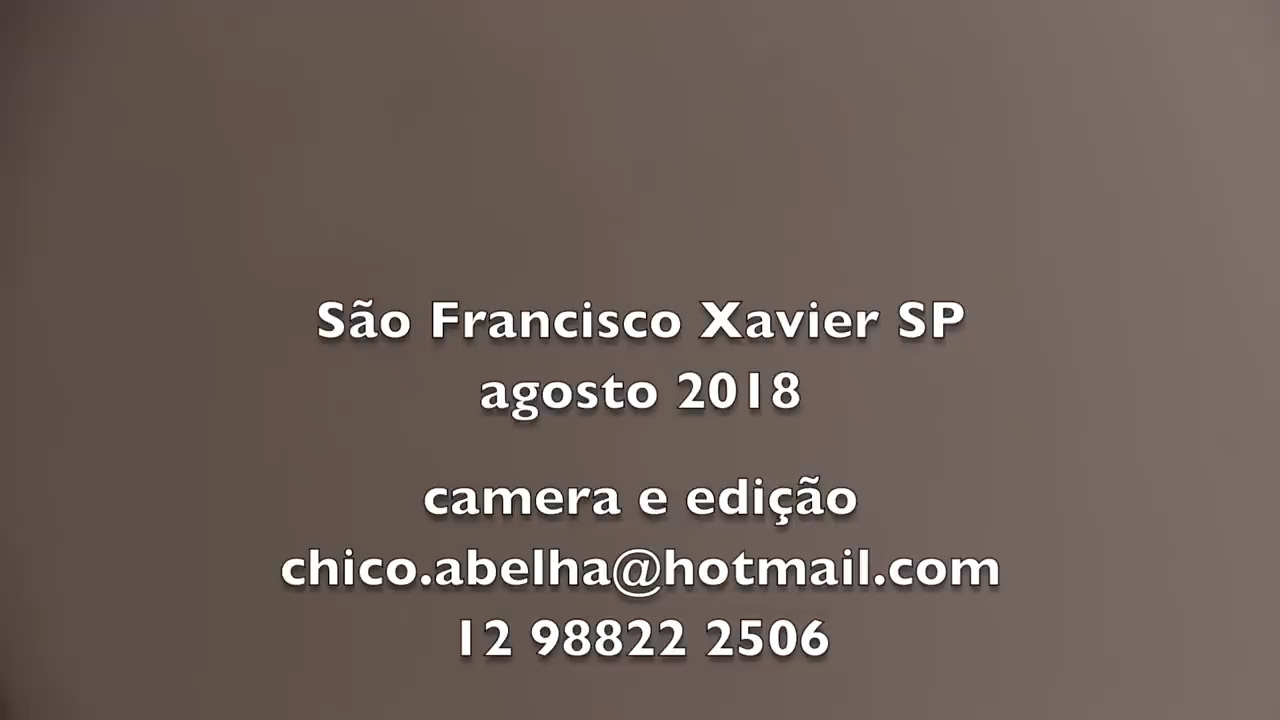 São Francisco Xavier SP
agosto 2018
camera e edição
chico.abelha@hotmail.com
12 98822 2506